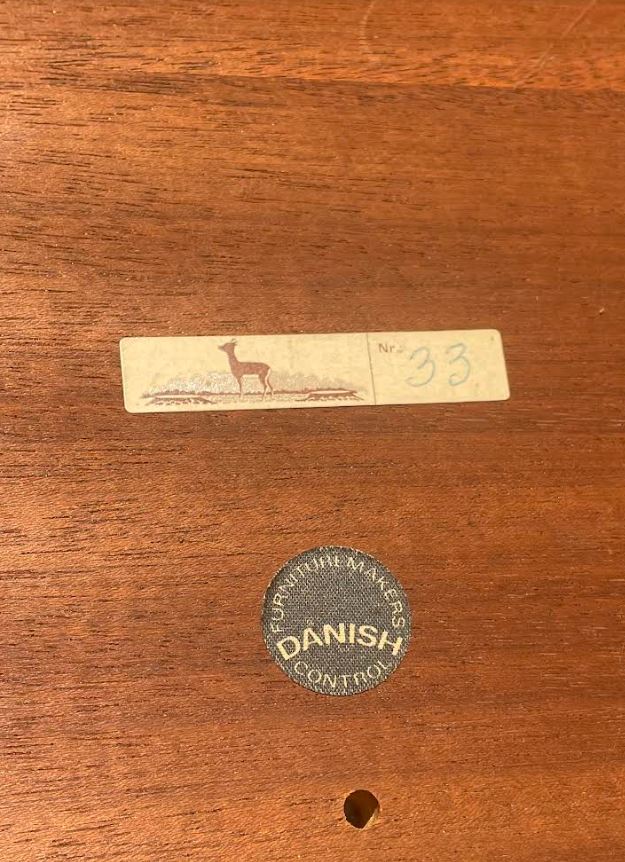 Nr. 33
FURNITUREMAKERS
DANISH
CONTROL